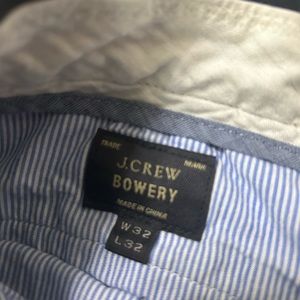 TRADE MARK
J.CREW
BOWERY
MADE IN CHINA
W 32
L 32